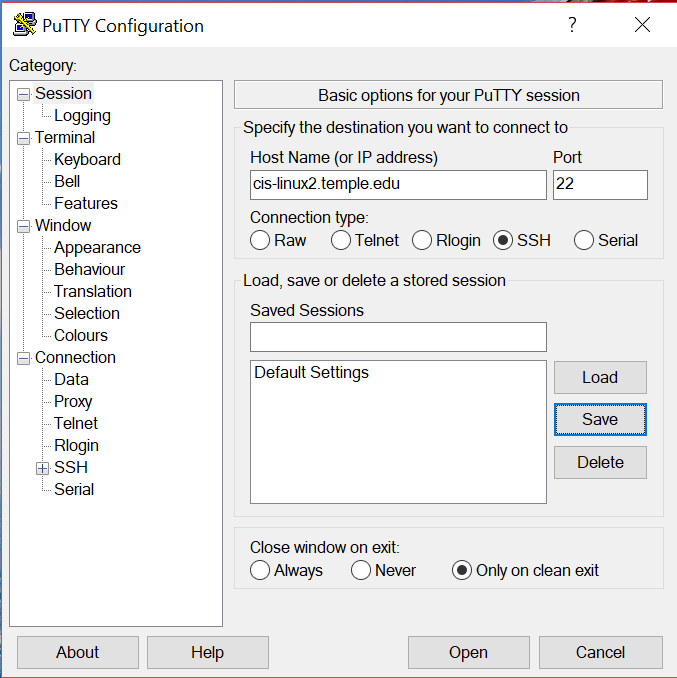 PuTTY Configuration
?
Category:
Session
Logging
Terminal
Keyboard
Bell
Features
Window
Appearance
Behaviour
Translation
Selection
Colours
Connection
Data
Proxy
Telnet
Rlogin
SSH
Serial
Basic options for your PuTTY session
Specify the destination you want to connect to
Host Name (or IP address) Port
cis-linux2.temple.edu 22
Connection type:
Raw Telnet Rlogin SSH Serial
Load, save or delete a stored session
Saved Sessions
Default Settings
Load
Save
Delete
Close window on exit:
Always Never Only on clean exit
About Help Open Cancel